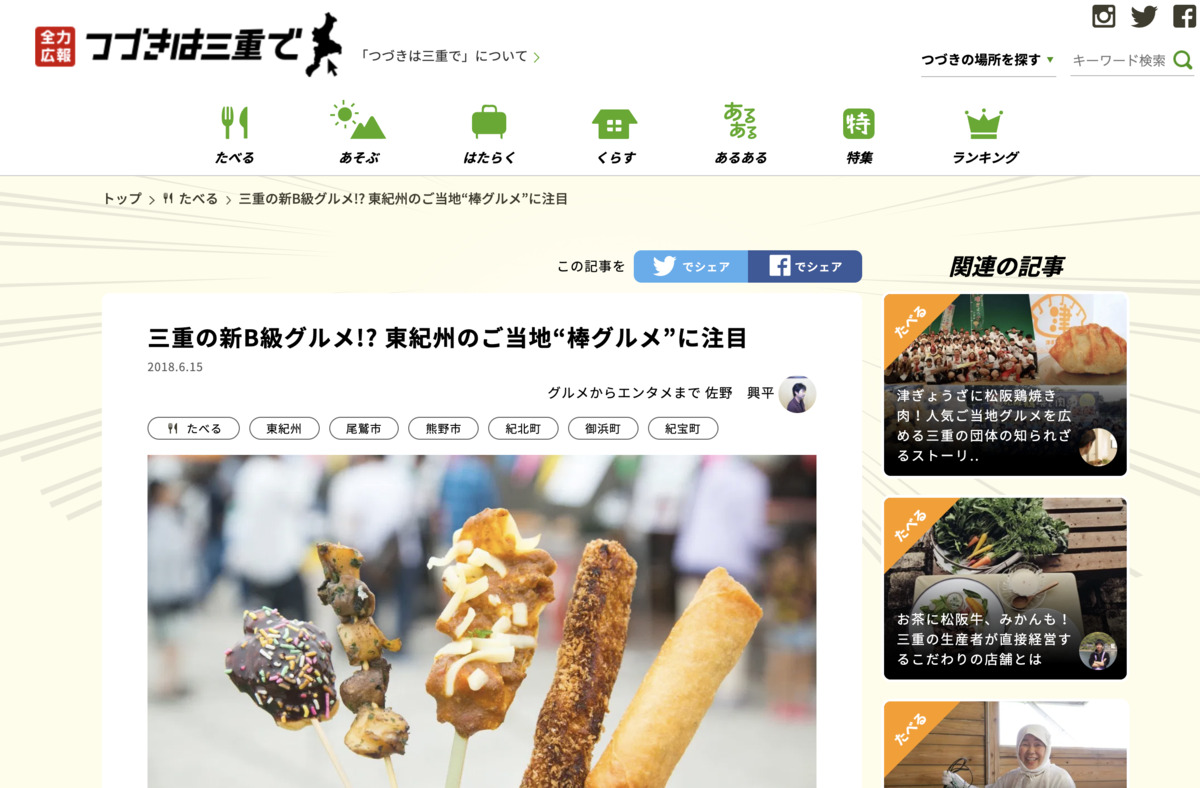 全力
広報
つづきは三重で
「つづきは三重で」について
つづきの場所を探す
キーワード検索
たべる
あそぶ
はたらく
くらす
あるある
あるある
特
特集
ランキング
トップ
たべる
三重の新B級グルメ!? 東紀州のご当地“棒グルメ”に注目
この記事を
でシェア
でシェア
関連の記事
三重の新B級グルメ!? 東紀州のご当地“棒グルメ”に注目
2018.6.15
グルメからエンタメまで 佐野　興平
たべる
東紀州
尾鷲市
熊野市
紀北町
御浜町
紀宝町
たべる
津ぎょうざに松阪鶏焼き
肉！人気ご当地グルメを広
める三重の団体の知られざ
るストーリ..
たべる
お茶に松阪牛、みかんも！
三重の生産者が直接経営す
るこだわりの店舗とは
たべる